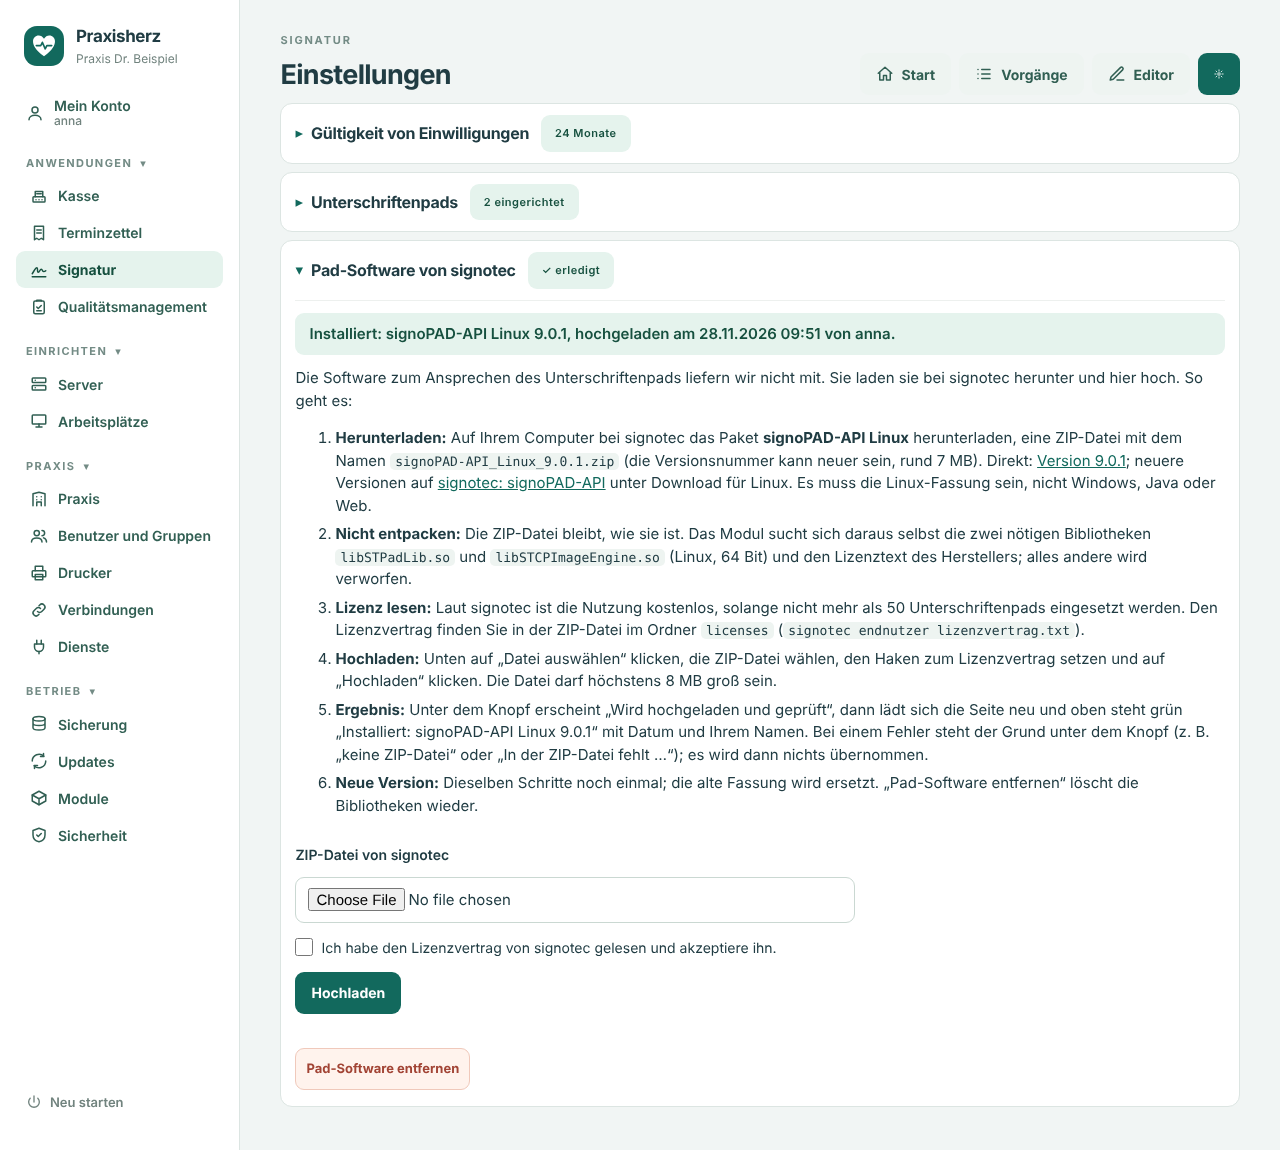 Praxisherz
Praxis Dr. Beispiel
Mein Konto
anna
ANWENDUNGEN ▾
Kasse
Terminzettel
Signatur
Qualitätsmanagement
EINRICHTEN ▾
Server
Arbeitsplätze
PRAXIS ▾
Praxis
Benutzer und Gruppen
Drucker
Verbindungen
Dienste
BETRIEB ▾
Sicherung
Updates
Module
Sicherheit
Neu starten
SIGNATUR
Einstellungen
Start
Vorgänge
Editor
▸ Gültigkeit von Einwilligungen 24 Monate
▸ Unterschriftenpads 2 eingerichtet
▾ Pad-Software von signotec ✓ erledigt
Installiert: signoPAD-API Linux 9.0.1, hochgeladen am 28.11.2026 09:51 von anna.
Die Software zum Ansprechen des Unterschriftenpads liefern wir nicht mit. Sie laden sie bei signotec herunter und hier hoch. So
geht es:
1. Herunterladen: Auf Ihrem Computer bei signotec das Paket signoPAD-API Linux herunterladen, eine ZIP-Datei mit dem
Namen signoPAD-API_Linux_9.0.1.zip (die Versionsnummer kann neuer sein, rund 7 MB). Direkt: Version 9.0.1; neuere
Versionen auf signotec: signoPAD-API unter Download für Linux. Es muss die Linux-Fassung sein, nicht Windows, Java oder
Web.
2. Nicht entpacken: Die ZIP-Datei bleibt, wie sie ist. Das Modul sucht sich daraus selbst die zwei nötigen Bibliotheken
libSTPadLib.so und libSTCPImageEngine.so (Linux, 64 Bit) und den Lizenztext des Herstellers; alles andere wird
verworfen.
3. Lizenz lesen: Laut signotec ist die Nutzung kostenlos, solange nicht mehr als 50 Unterschriftenpads eingesetzt werden. Den
Lizenzvertrag finden Sie in der ZIP-Datei im Ordner licenses (signotec endnutzer lizenzvertrag.txt).
4. Hochladen: Unten auf „Datei auswählen“ klicken, die ZIP-Datei wählen, den Haken zum Lizenzvertrag setzen und auf
„Hochladen“ klicken. Die Datei darf höchstens 8 MB groß sein.
5. Ergebnis: Unter dem Knopf erscheint „Wird hochgeladen und geprüft“, dann lädt sich die Seite neu und oben steht grün
„Installiert: signoPAD-API Linux 9.0.1“ mit Datum und Ihrem Namen. Bei einem Fehler steht der Grund unter dem Knopf (z. B.
„keine ZIP-Datei“ oder „In der ZIP-Datei fehlt ...“); es wird dann nichts übernommen.
6. Neue Version: Dieselben Schritte noch einmal; die alte Fassung wird ersetzt. „Pad-Software entfernen“ löscht die
Bibliotheken wieder.
ZIP-Datei von signotec
Choose File No file chosen
Ich habe den Lizenzvertrag von signotec gelesen und akzeptiere ihn.
Hochladen
Pad-Software entfernen